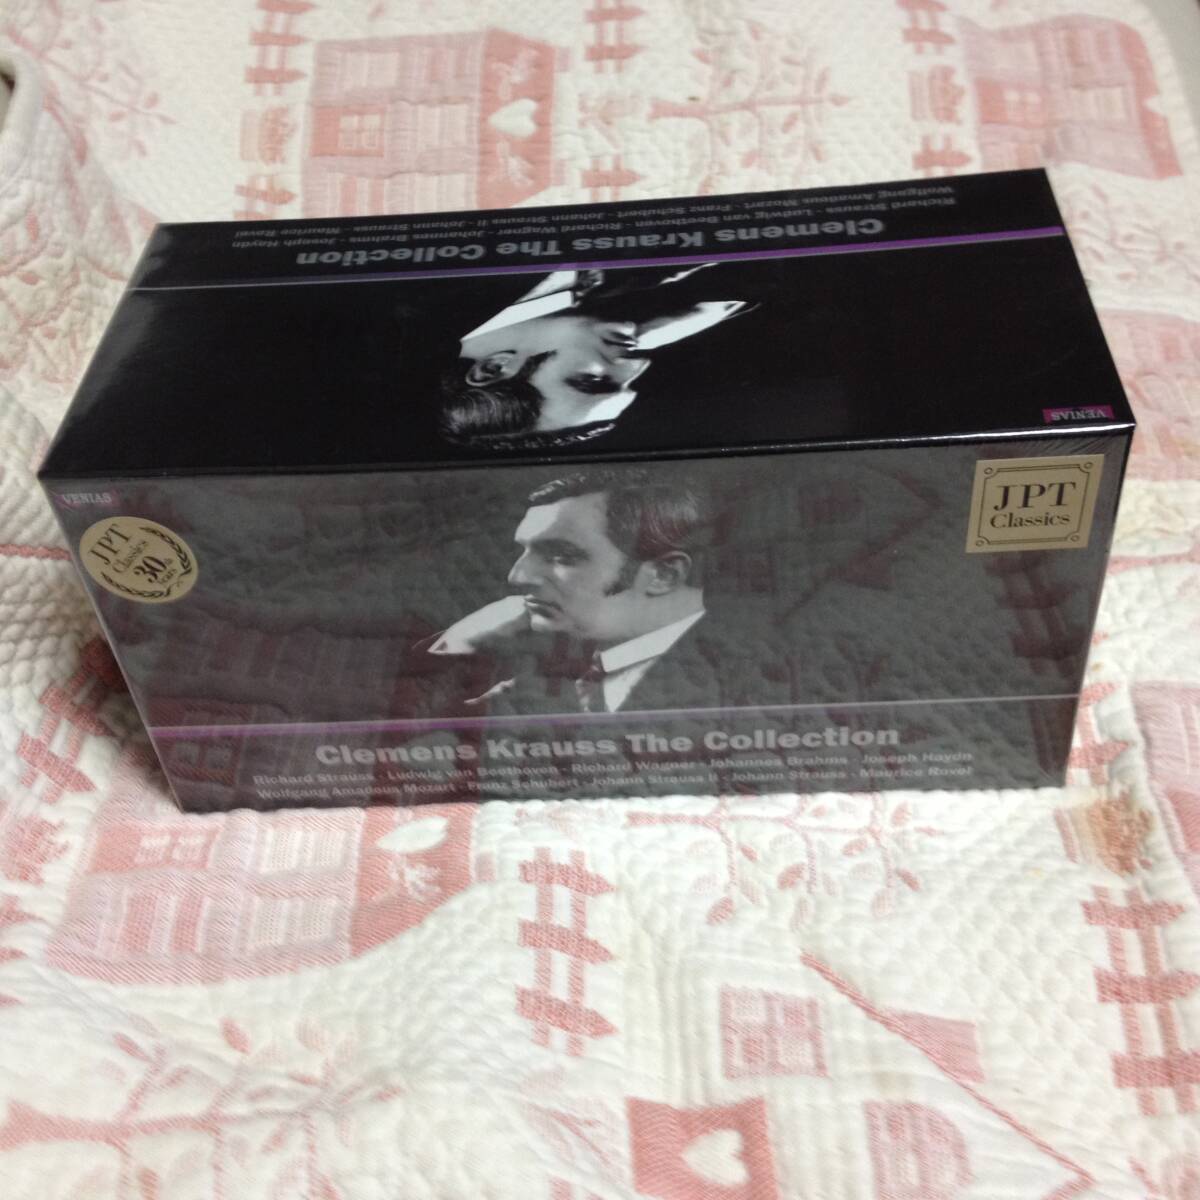 Richard Strauss - Ludwig van Beethoven - Richard Wagner - Johannes Brahms - Joseph Haydn
Wolfgang Amadeus Mozart - Franz Schubert - Johann Strauss II - Johann Strauss - Maurice Ravel
Clemens Krauss The Collection
VENIAS
VENIAS
JPT
Classics
30th
Years
JPT
Classics
Clemens Krauss The Collection
Richard Strauss - Ludwig van Beethoven - Richard Wagner - Johannes Brahms - Joseph Haydn
Wolfgang Amadeus Mozart - Franz Schubert - Johann Strauss II - Johann Strauss - Maurice Ravel